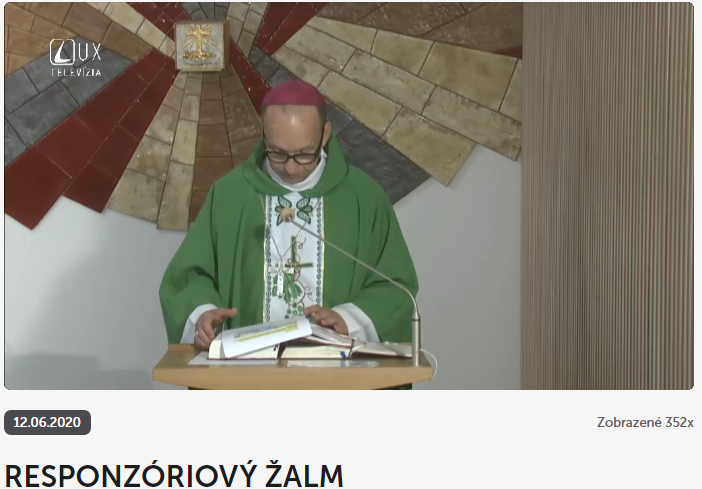 LUX
TELEVÍZIA
12.06.2020
Zobrazené 352x
RESPONZÓRIOVÝ ŽALM